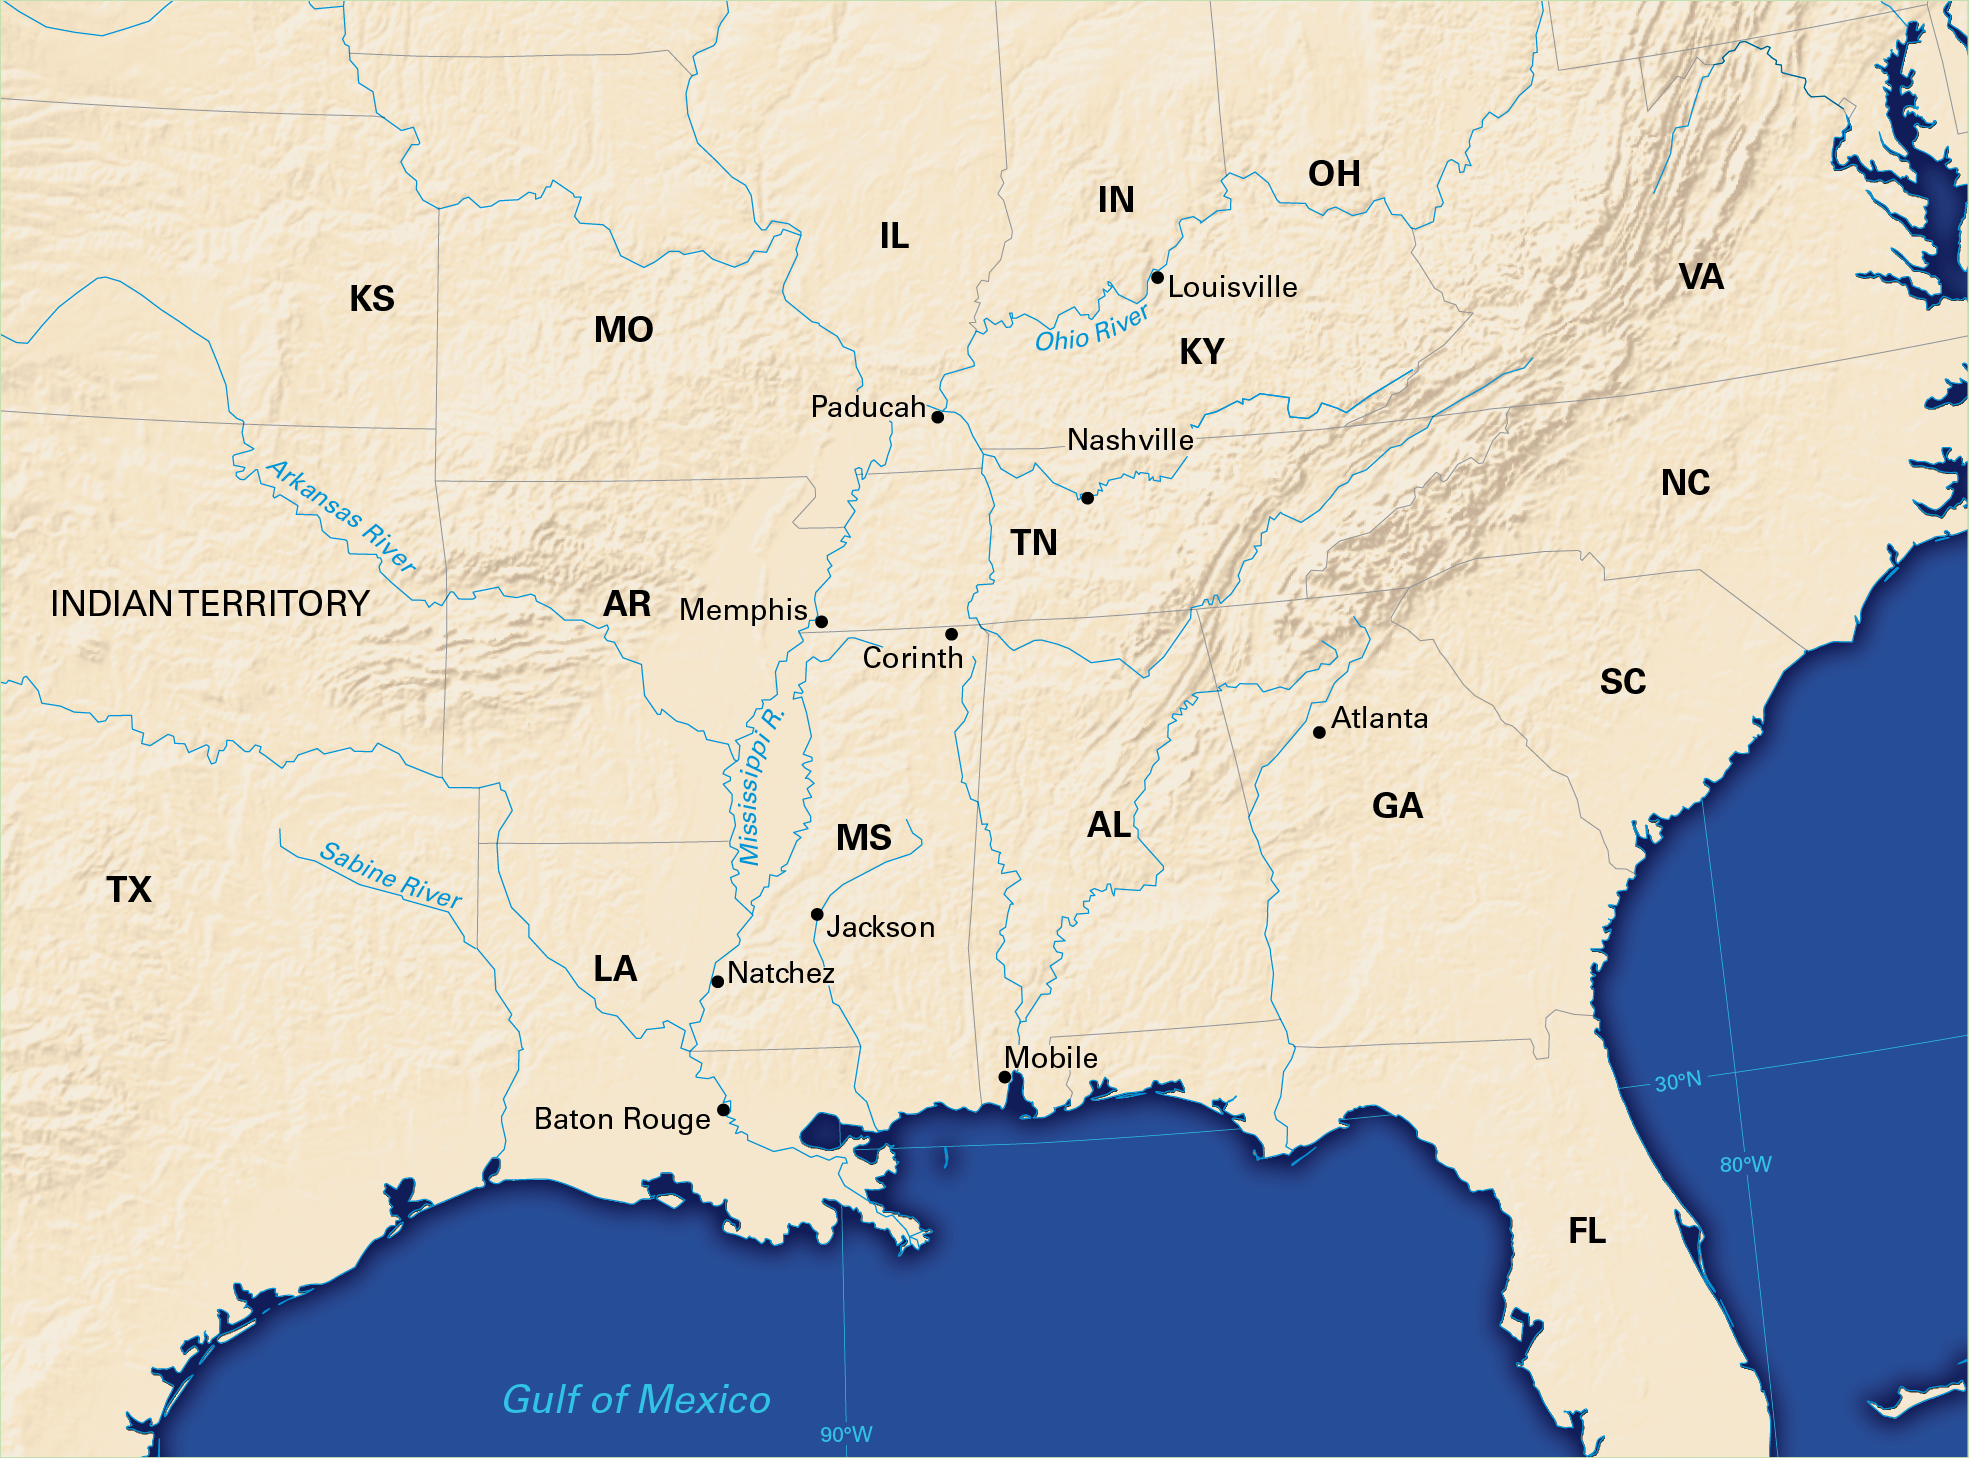 OH
IN
IL
VA
KS
Louisville
MO
Ohio River
KY
Paducah
Nashville
NC
Arkansas River
TN
INDIAN TERRITORY
AR
Memphis
Corinth
SC
Atlanta
Mississippi R.
GA
AL
MS
Sabine River
TX
Jackson
LA
Natchez
Mobile
30°N
Baton Rouge
80°W
FL
Gulf of Mexico
90°W